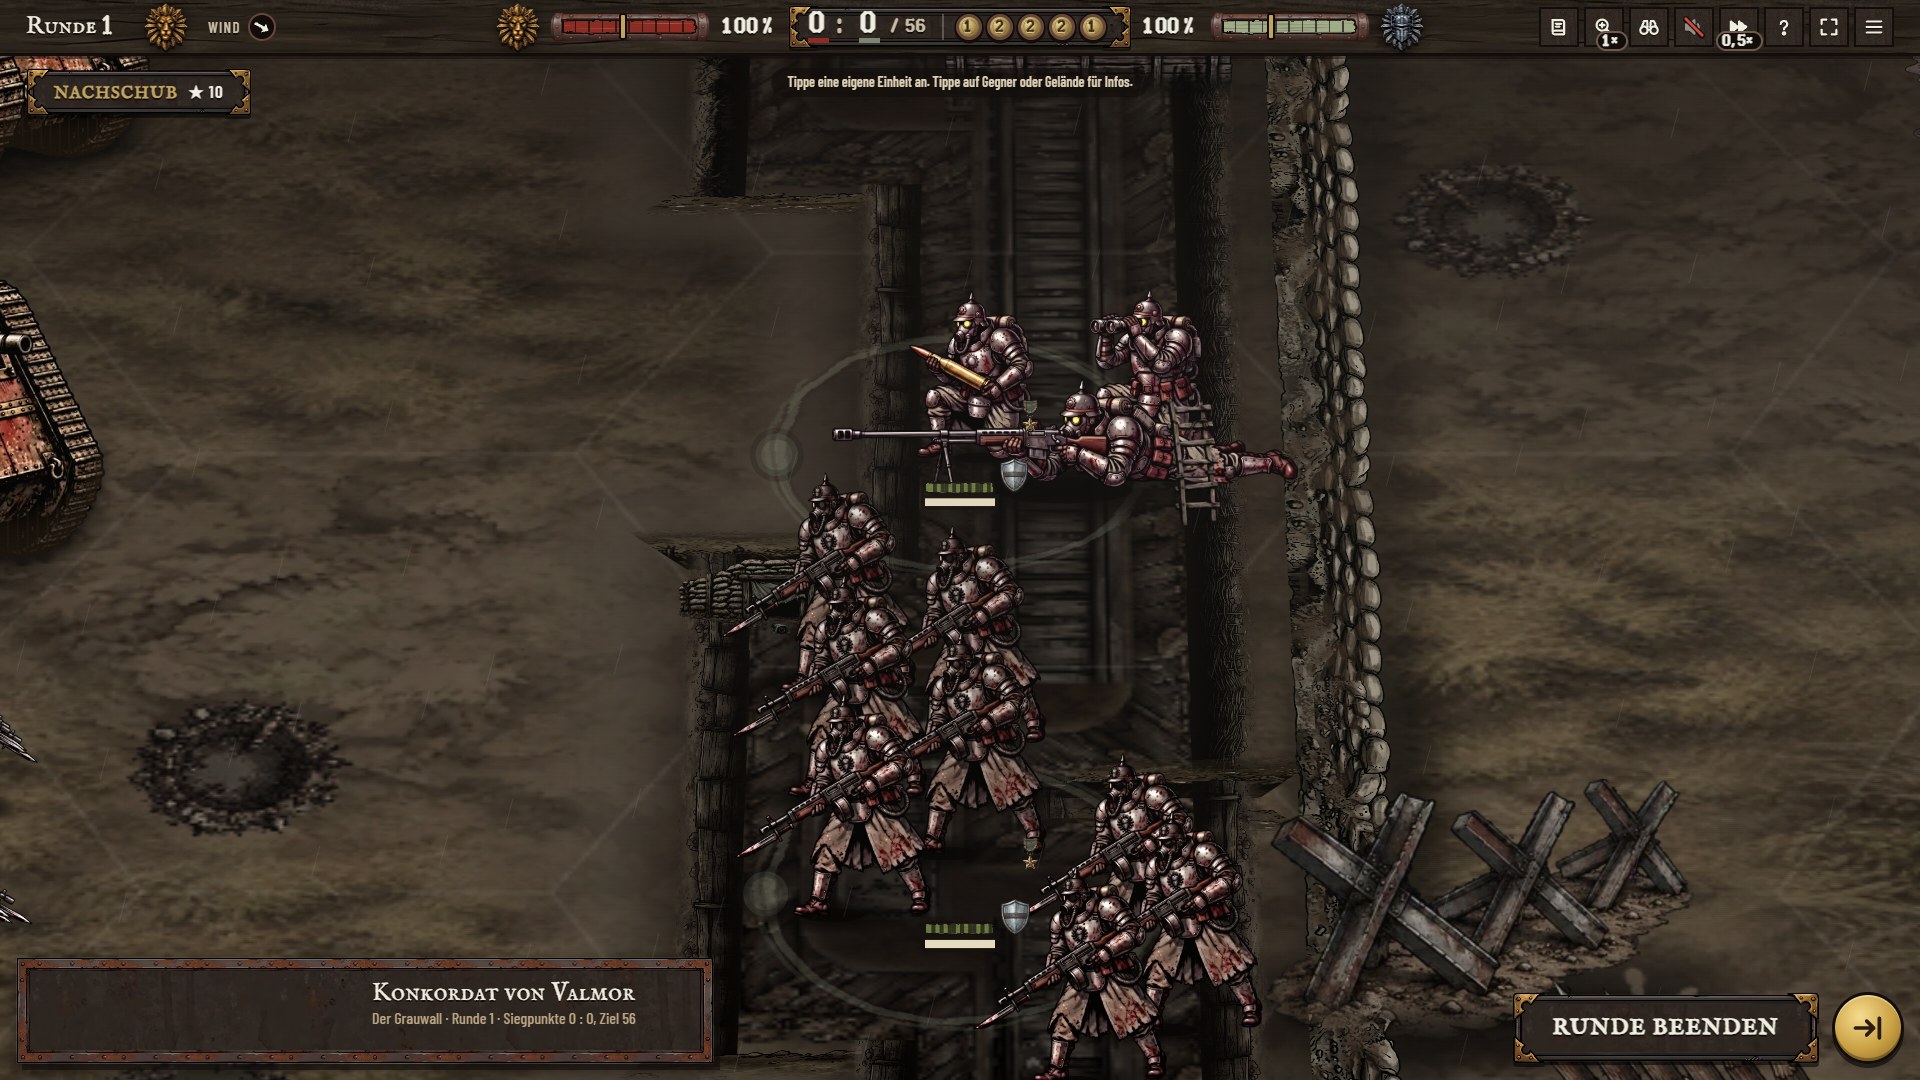 Runde 1
WIND
100 %
0 : 0 / 56
1 2 2 2 1
100 %
1×
0,5×
?
NACHSCHUB ★ 10
Tippe eine eigene Einheit an. Tippe auf Gegner oder Gelände für Infos.
Konkordat von Valmor
Der Grauwall · Runde 1 · Siegpunkte 0 : 0, Ziel 56
RUNDE BEENDEN